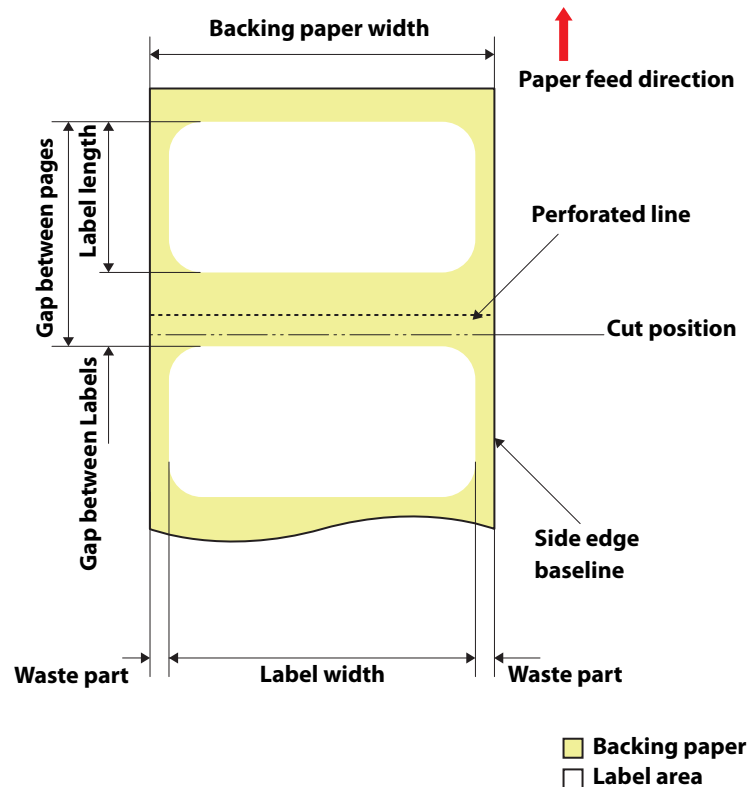 Backing paper width
Paper feed direction
Gap between pages
Label length
Perforated line
Cut position
Gap between Labels
Side edge
baseline
Waste part
Label width
Waste part
Backing paper
Label area